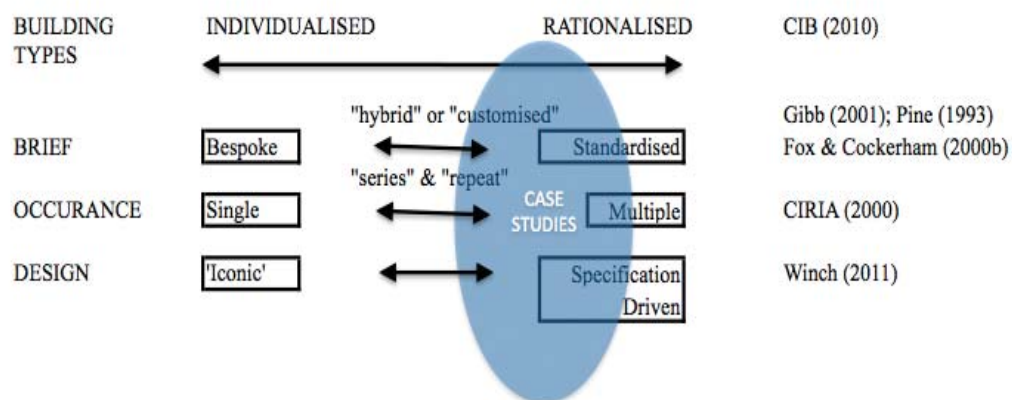 BUILDING TYPES INDIVIDUALISED RATIONALISED CIB (2010)
"hybrid" or "customised" Gibb (2001); Pine (1993)
BRIEF Bespoke Standardised Fox & Cockerham (2000b)
"series" & "repeat"
OCCURANCE Single CASE STUDIES Multiple CIRIA (2000)
DESIGN 'Iconic' Specification Driven Winch (2011)